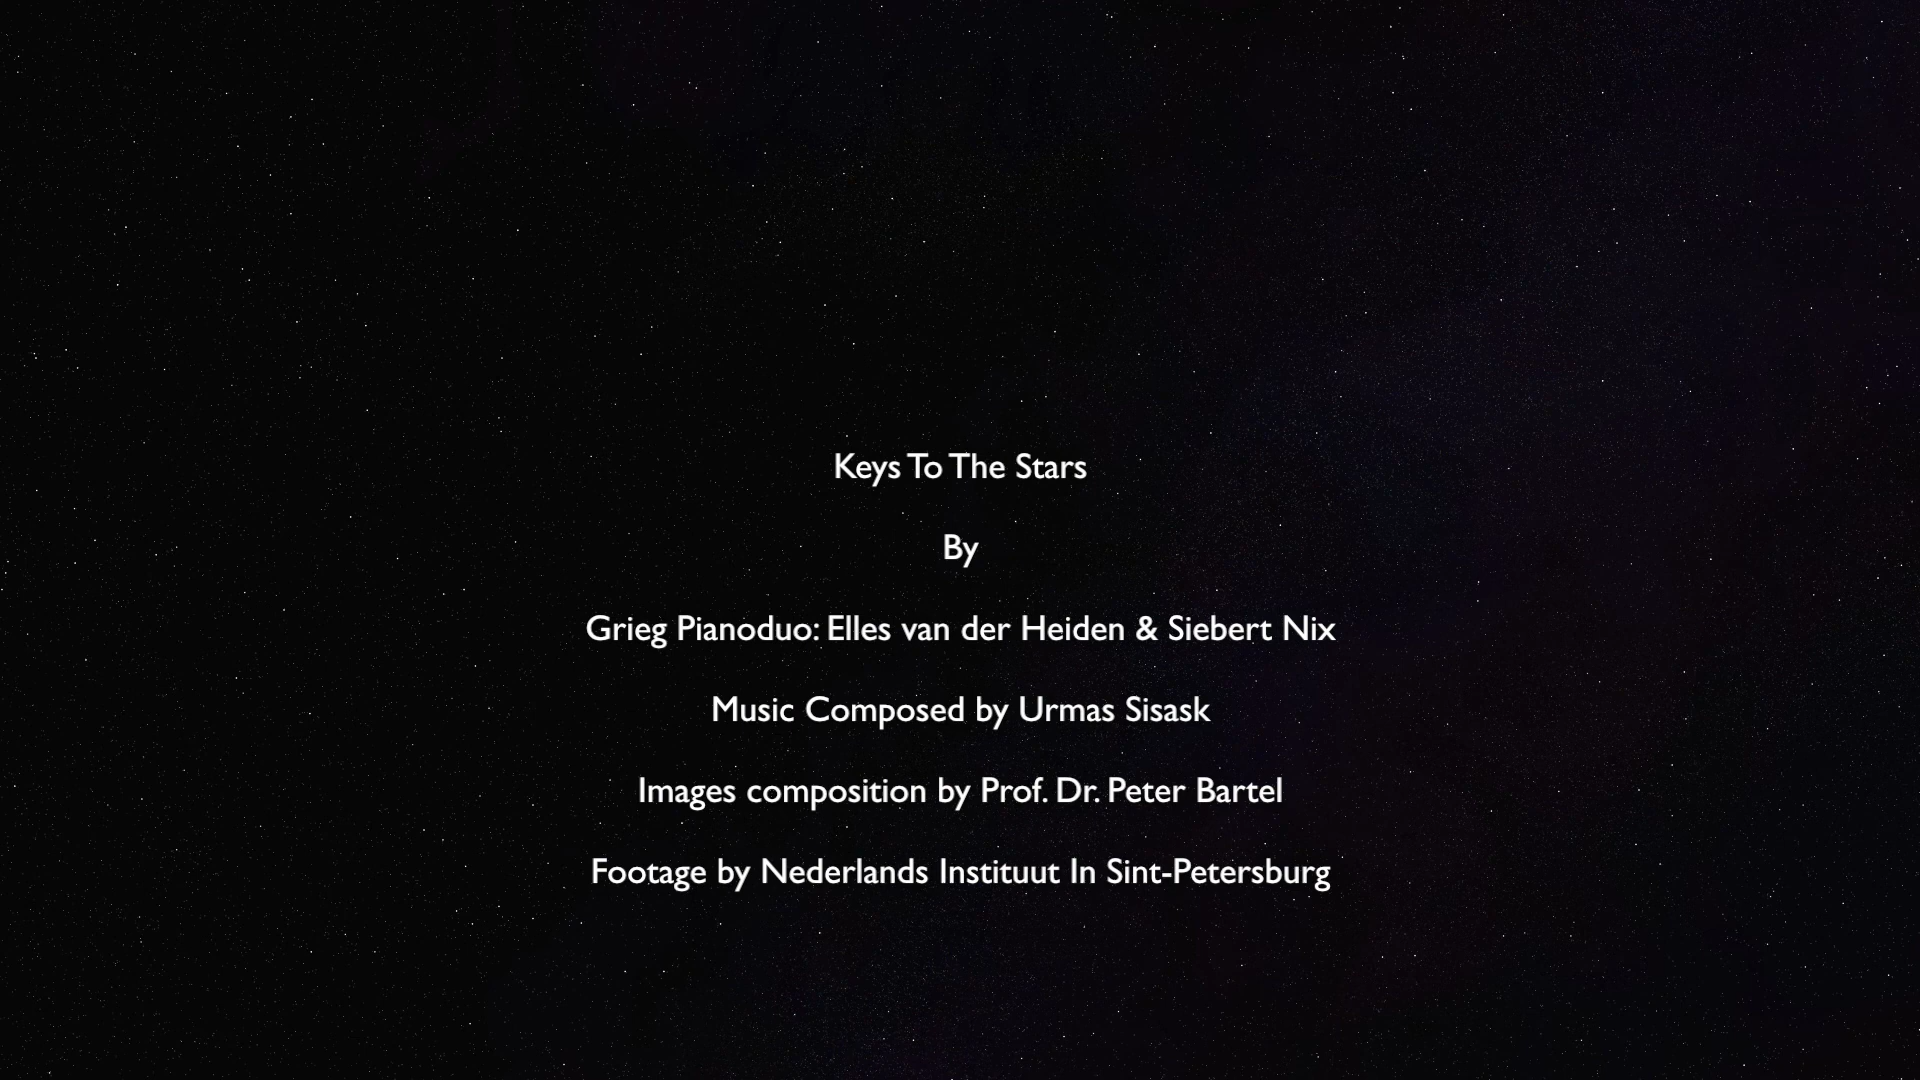 Keys To The Stars
By
Grieg Pianoduo: Elles van der Heiden & Siebert Nix
Music Composed by Urmas Sisask
Images composition by Prof. Dr. Peter Bartel
Footage by Nederlands Instituut In Sint-Petersburg